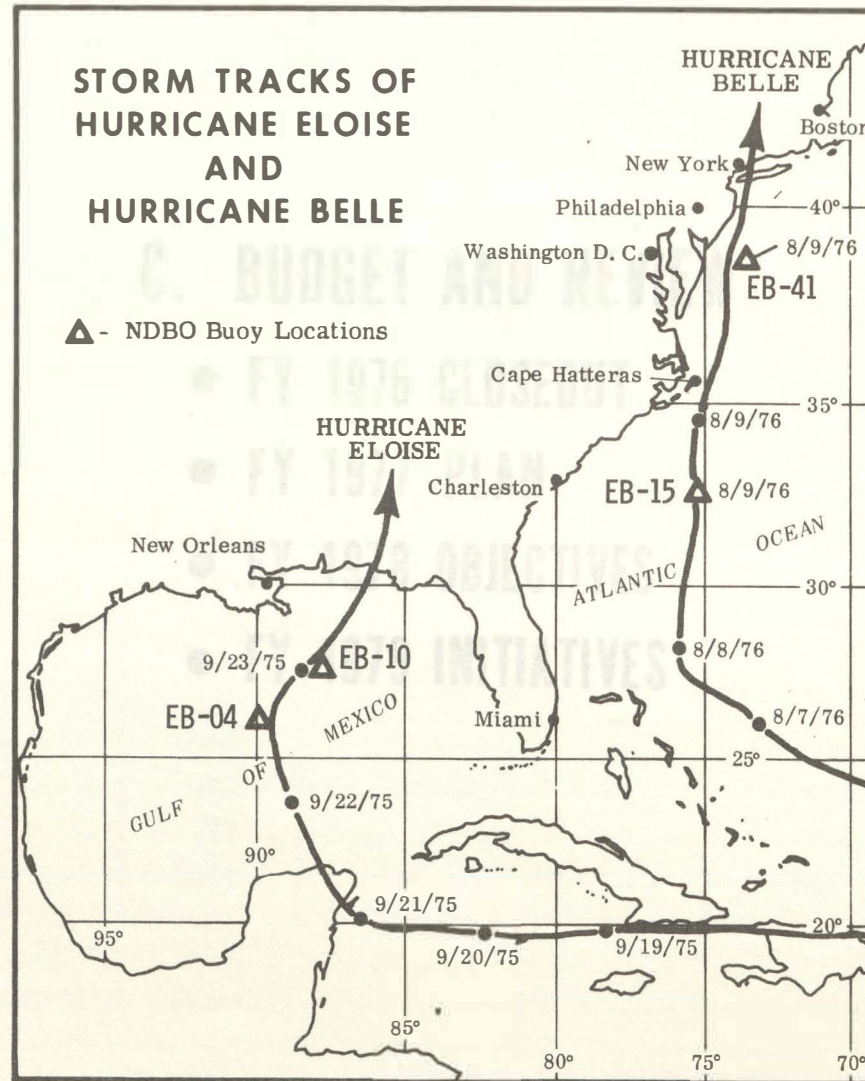 STORM TRACKS OF
HURRICANE ELOISE
AND
HURRICANE BELLE
△ - NDBO Buoy Locations
HURRICANE
BELLE
Boston
New York
Philadelphia
40°
Washington D. C.
8/9/76
EB-41
Cape Hatteras
35°
8/9/76
HURRICANE
ELOISE
Charleston
EB-15
8/9/76
ATLANTIC OCEAN
New Orleans
30°
8/8/76
9/23/75
EB-10
EB-04
Miami
8/7/76
GULF OF MEXICO
25°
9/22/75
90°
9/21/75
20°
95°
9/20/75
9/19/75
85°
80°
75°
70°
C. BUDGET AND REVIEW
• FY 1976 CLOSEOUT
• FY 1977 PLAN
• FY 1978 OBJECTIVES
• FY 1979 INITIATIVES